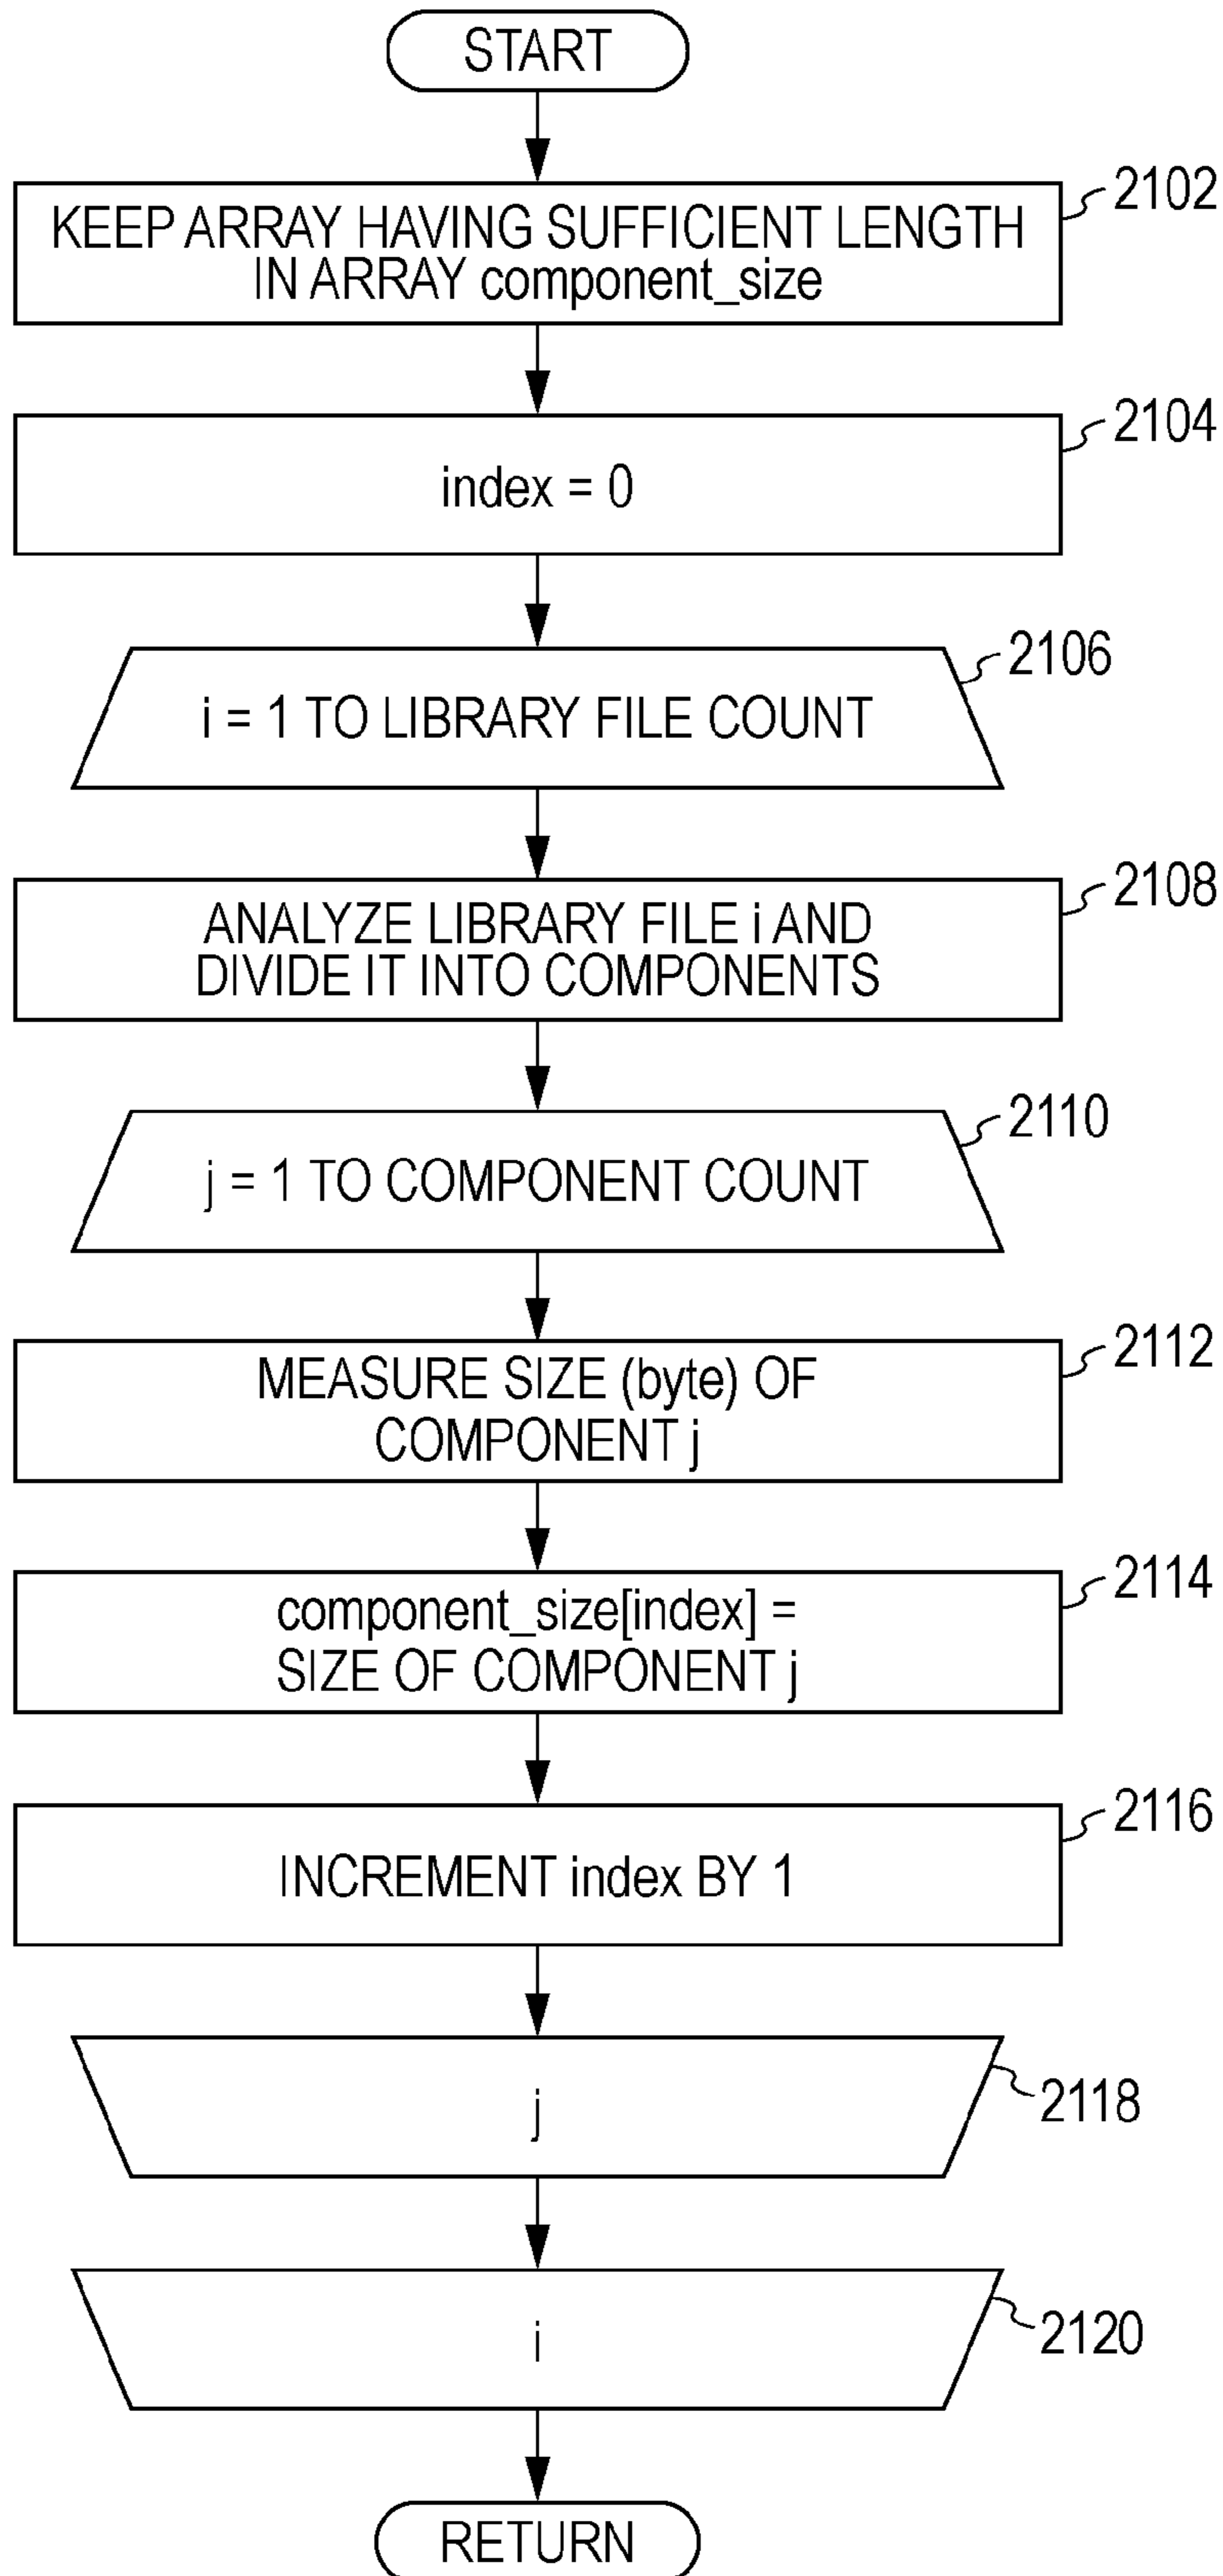 START
2102
KEEP ARRAY HAVING SUFFICIENT LENGTH
IN ARRAY component_size
2104
index = 0
2106
i = 1 TO LIBRARY FILE COUNT
2108
ANALYZE LIBRARY FILE i AND
DIVIDE IT INTO COMPONENTS
2110
j = 1 TO COMPONENT COUNT
2112
MEASURE SIZE (byte) OF
COMPONENT j
2114
component_size[index] =
SIZE OF COMPONENT j
2116
INCREMENT index BY 1
j
2118
i
2120
RETURN